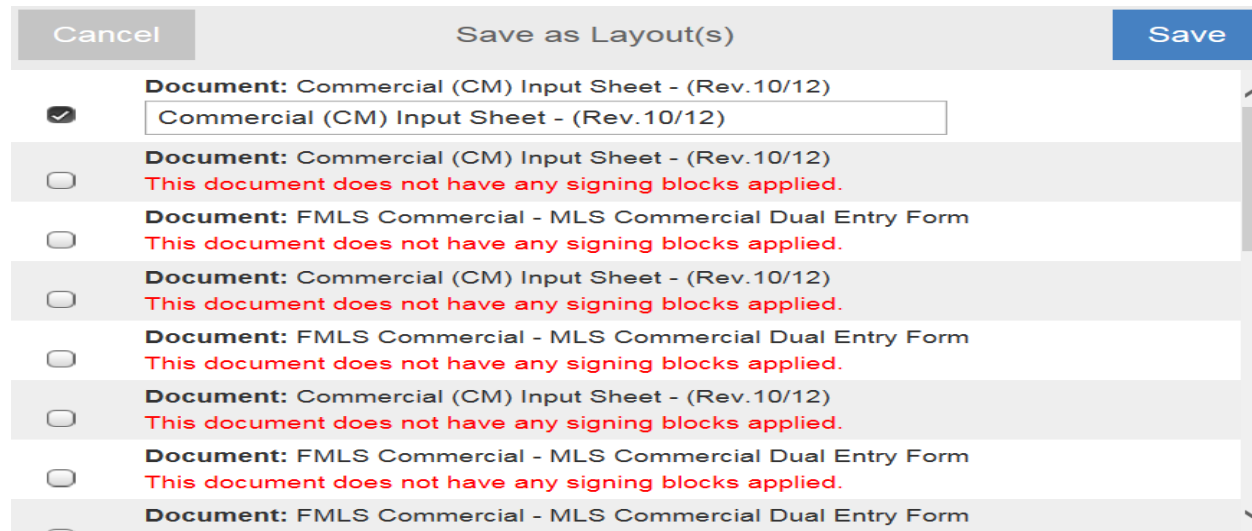 Cancel
Save as Layout(s)
Save
Document: Commercial (CM) Input Sheet - (Rev.10/12)
Commercial (CM) Input Sheet - (Rev.10/12)
Document: Commercial (CM) Input Sheet - (Rev.10/12)
This document does not have any signing blocks applied.
Document: FMLS Commercial - MLS Commercial Dual Entry Form
This document does not have any signing blocks applied.
Document: Commercial (CM) Input Sheet - (Rev.10/12)
This document does not have any signing blocks applied.
Document: FMLS Commercial - MLS Commercial Dual Entry Form
This document does not have any signing blocks applied.
Document: Commercial (CM) Input Sheet - (Rev.10/12)
This document does not have any signing blocks applied.
Document: FMLS Commercial - MLS Commercial Dual Entry Form
This document does not have any signing blocks applied.
Document: FMLS Commercial - MLS Commercial Dual Entry Form